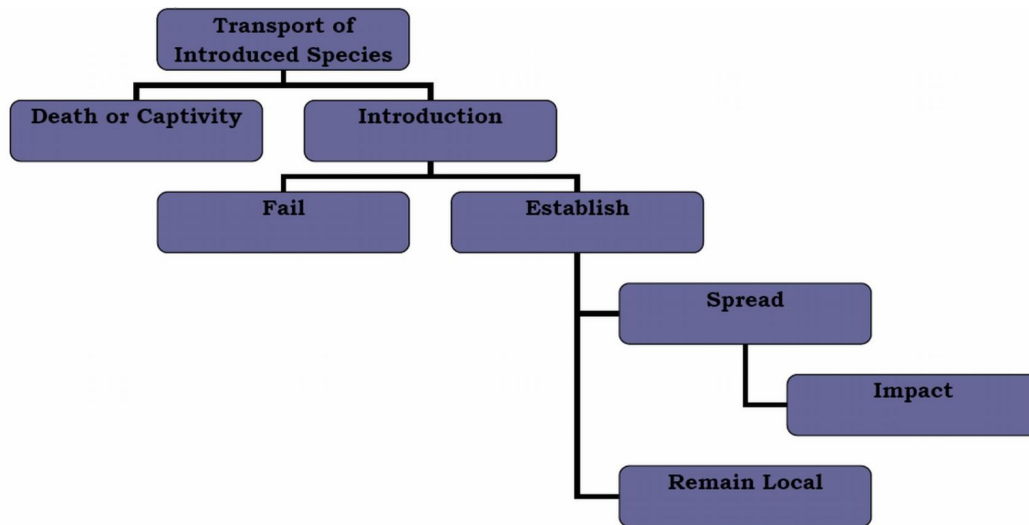 Transport of
Introduced Species
Death or Captivity
Introduction
Fail
Establish
Spread
Impact
Remain Local